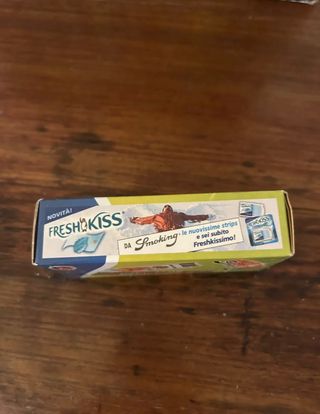 NOVITÀ!
FRESH & KISS®
DA Smoking le nuovissime strips
e sei subito
Freshkissimo!